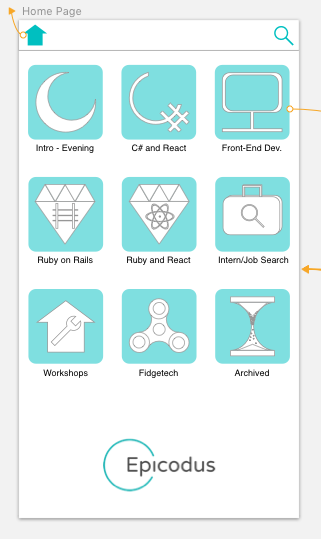 Home Page
Intro - Evening
C# and React
Front-End Dev.
Ruby on Rails
Ruby and React
Intern/Job Search
Workshops
Fidgetech
Archived
Epicodus